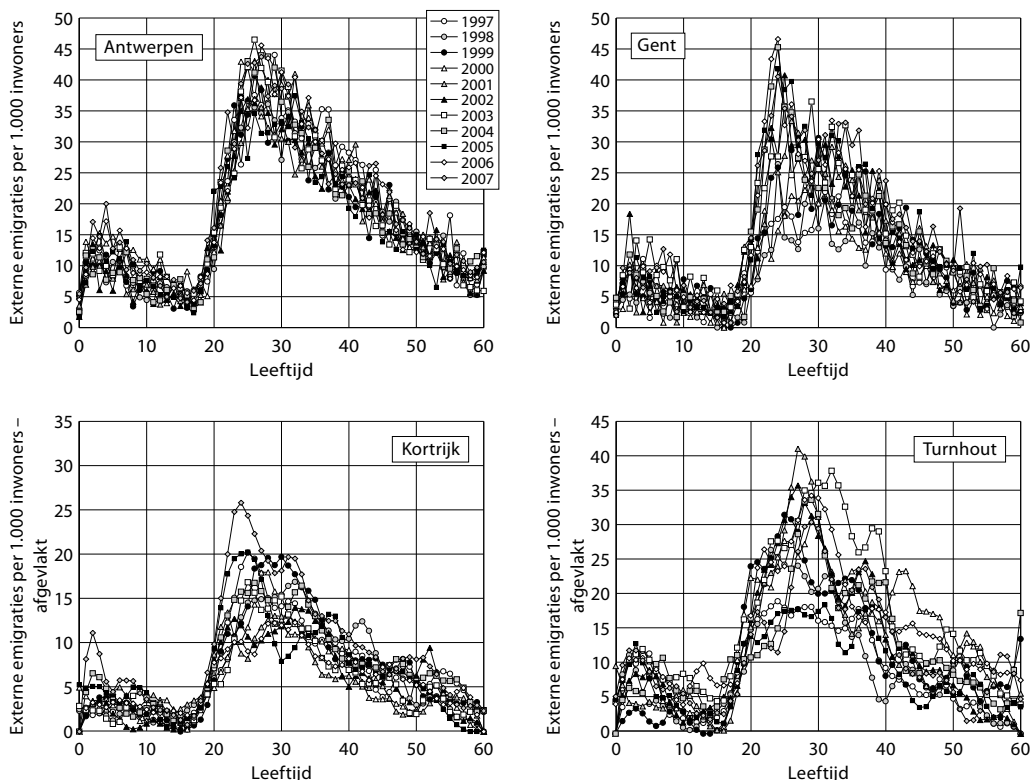 Externe emigraties per 1.000 inwoners
50
45
40
35
30
25
20
15
10
5
0
Antwerpen
1997
1998
1999
2000
2001
2002
2003
2004
2005
2006
2007
0 10 20 30 40 50 60
Leeftijd
Externe emigraties per 1.000 inwoners
50
45
40
35
30
25
20
15
10
5
0
Gent
0 10 20 30 40 50 60
Leeftijd
Externe emigraties per 1.000 inwoners –
afgevlakt
35
30
25
20
15
10
5
0
Kortrijk
0 10 20 30 40 50 60
Leeftijd
Externe emigraties per 1.000 inwoners –
afgevlakt
45
40
35
30
25
20
15
10
5
0
Turnhout
0 10 20 30 40 50 60
Leeftijd